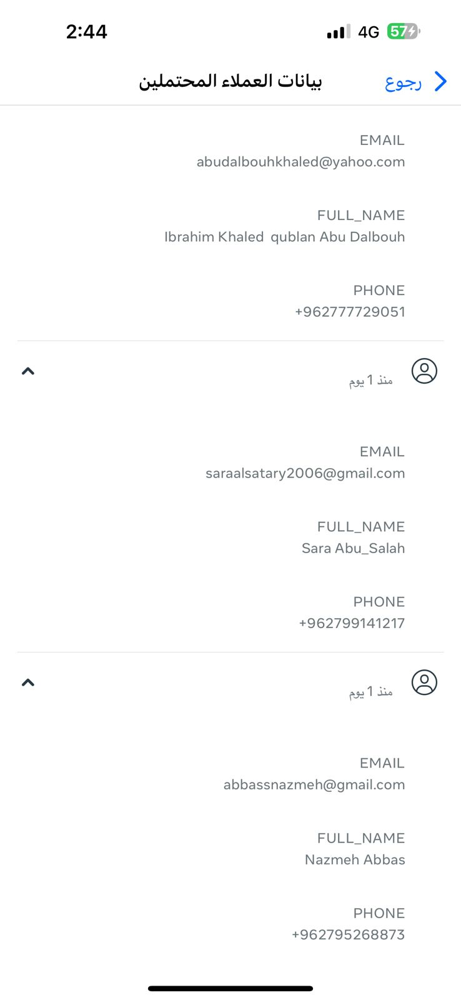 2:44
4G 57
رجوع
بيانات العملاء المحتملين
EMAIL
abudalbouhkhaled@yahoo.com
FULL_NAME
Ibrahim Khaled  qublan Abu Dalbouh
PHONE
+962777729051
منذ 1 يوم
EMAIL
saraalsatary2006@gmail.com
FULL_NAME
Sara Abu_Salah
PHONE
+962799141217
منذ 1 يوم
EMAIL
abbassnazmeh@gmail.com
FULL_NAME
Nazmeh Abbas
PHONE
+962795268873